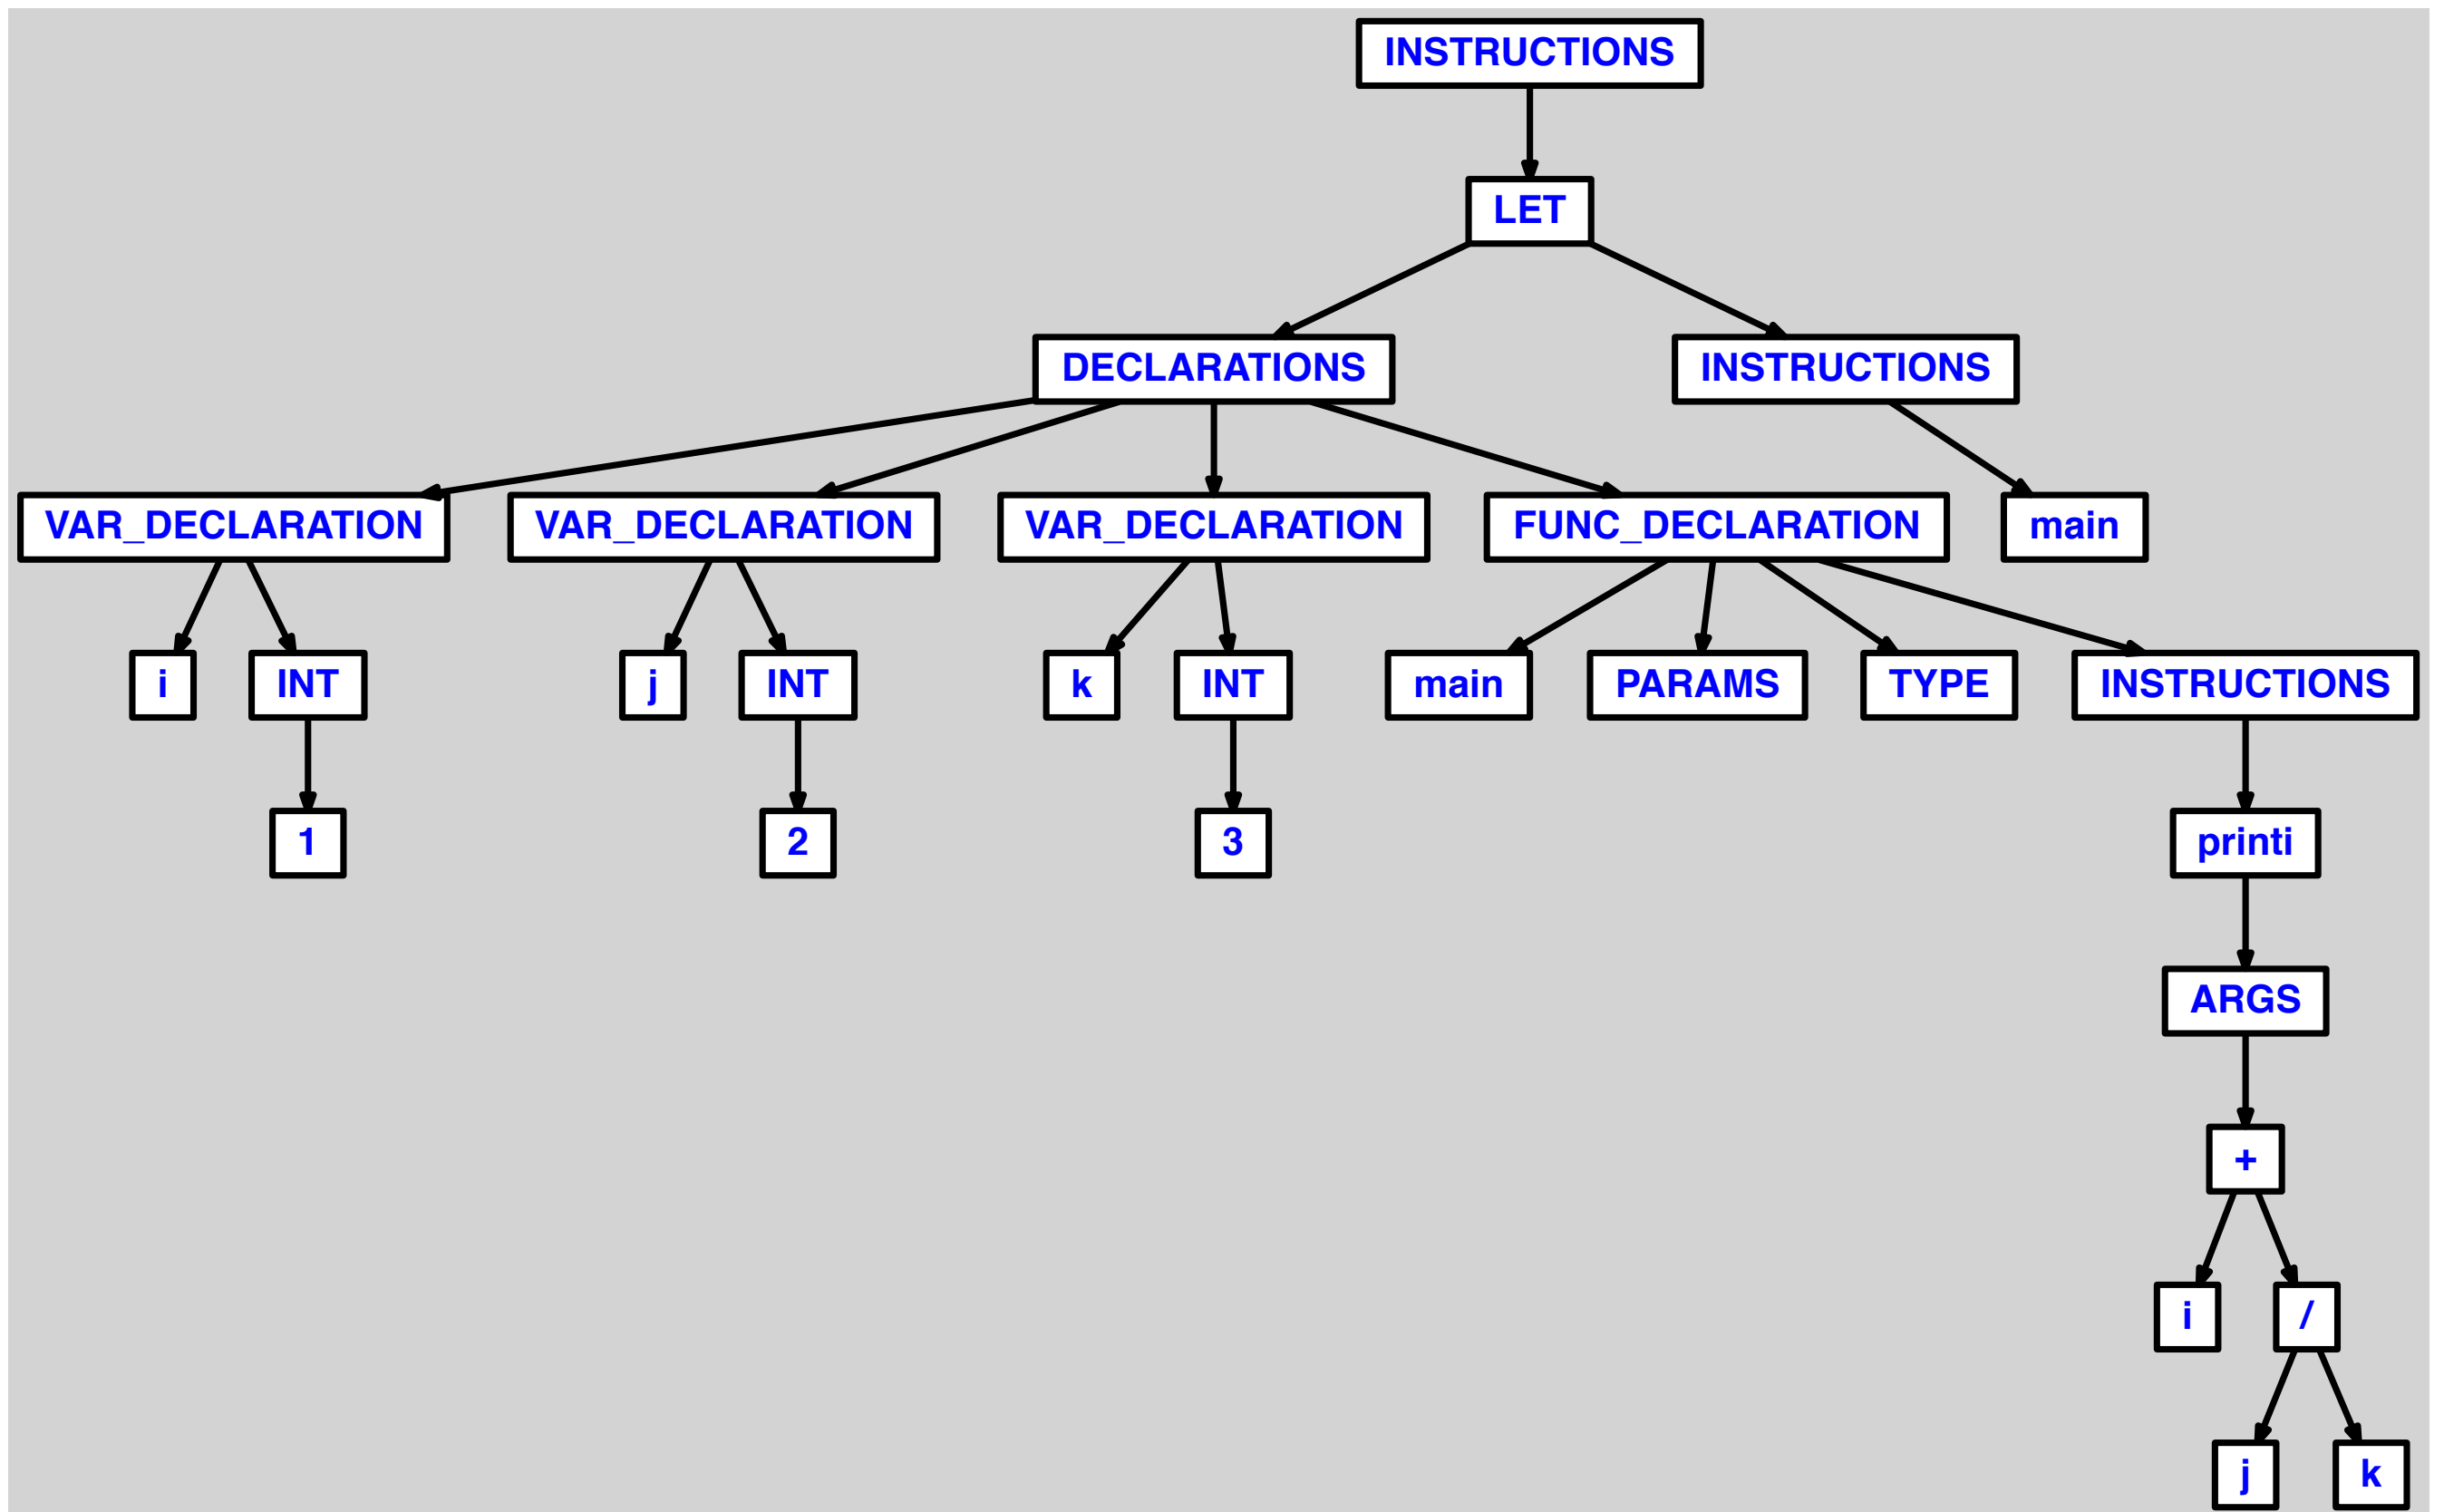 INSTRUCTIONS
LET
DECLARATIONS INSTRUCTIONS
VAR_DECLARATION VAR_DECLARATION VAR_DECLARATION FUNC_DECLARATION main
i INT j INT k INT main PARAMS TYPE INSTRUCTIONS
1 2 3 printi
ARGS
+
i /
j k